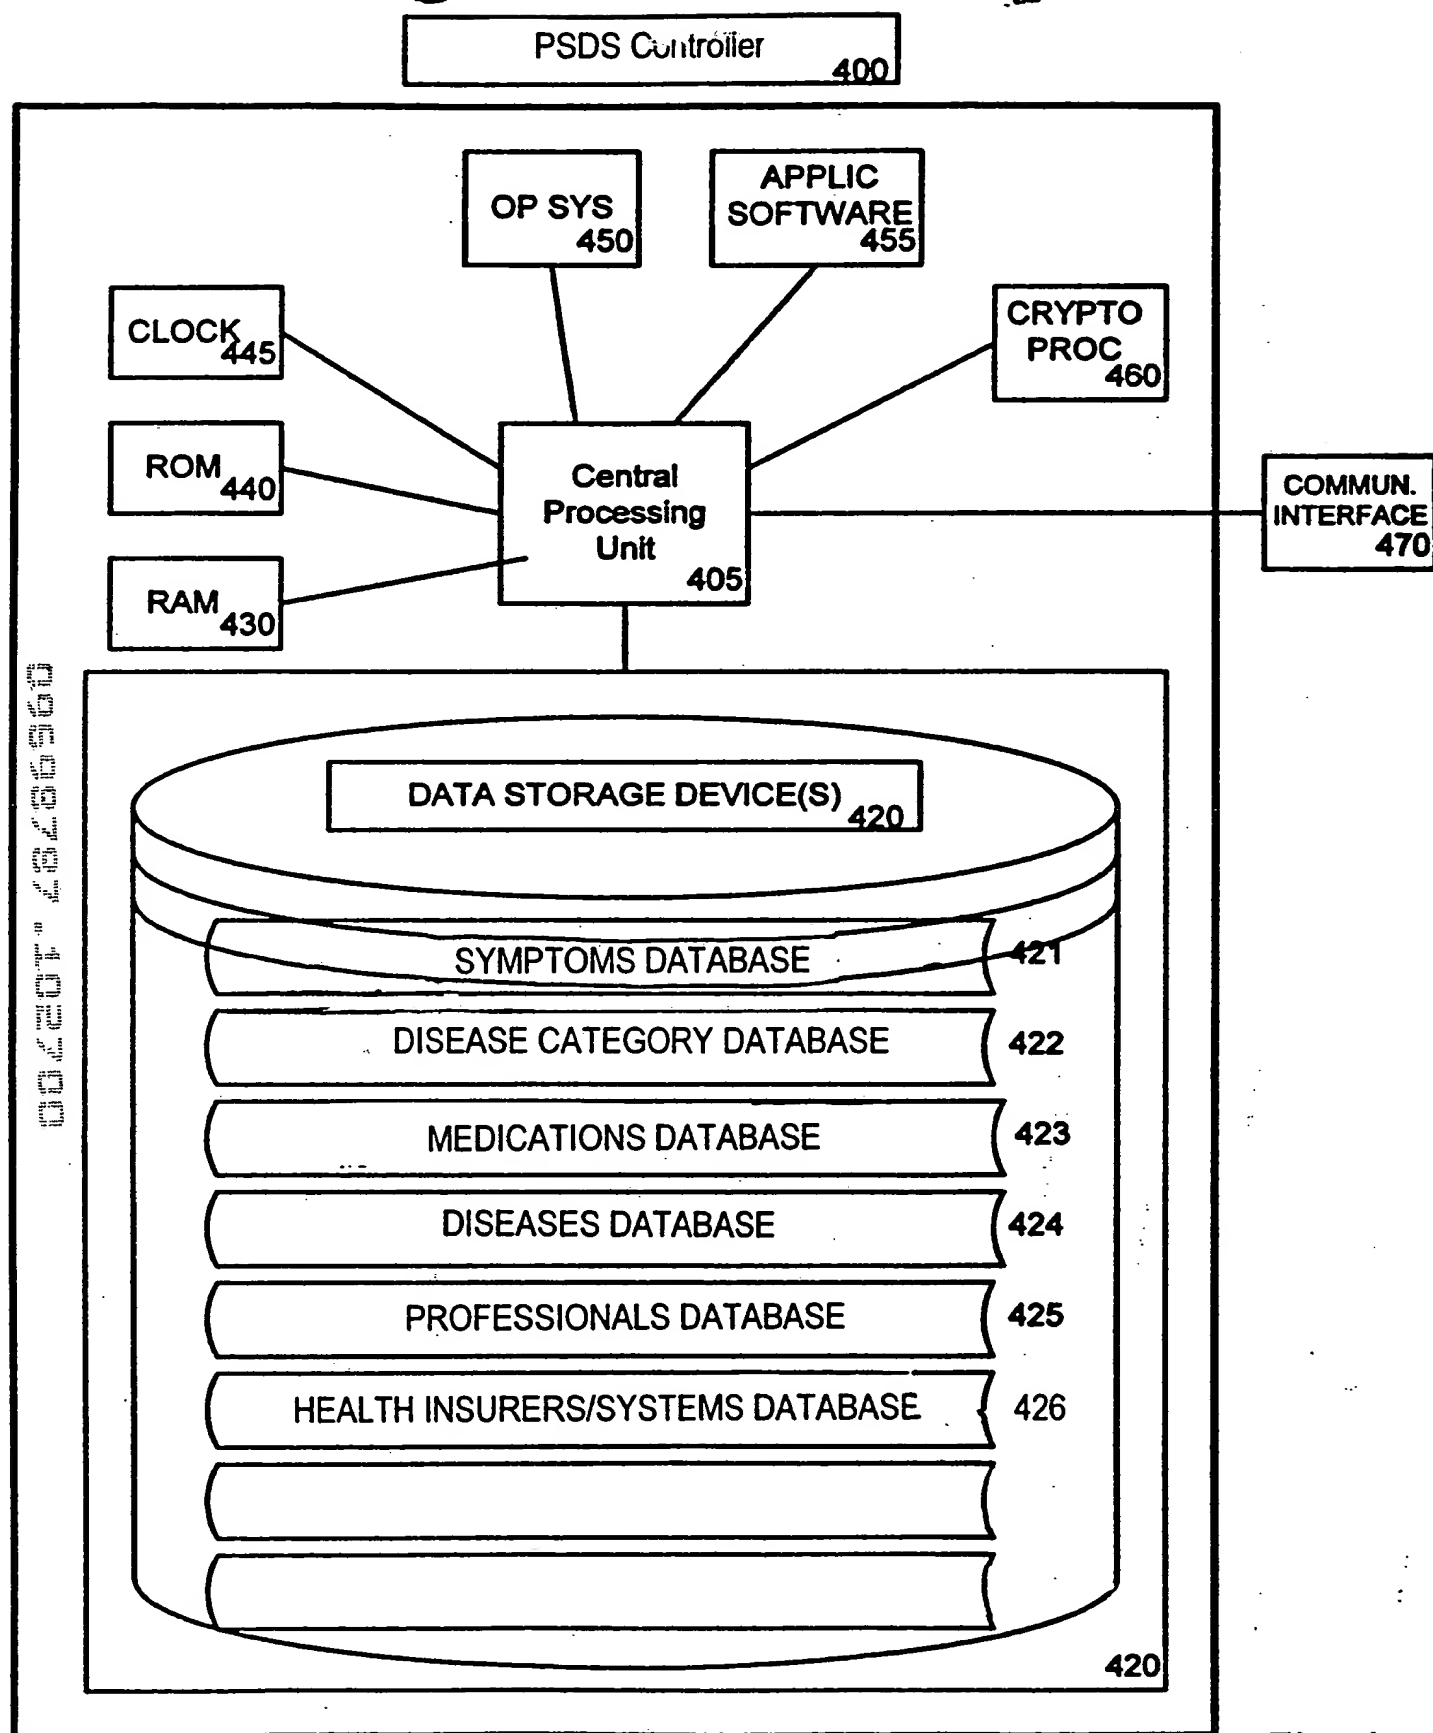 PSDS Controller
400
OP SYS
450
APPLIC
SOFTWARE
455
CLOCK
445
CRYPTO
PROC
460
ROM
440
Central
Processing
Unit
405
COMMUN.
INTERFACE
470
RAM
430
DATA STORAGE DEVICE(S)
420
SYMPTOMS DATABASE
421
DISEASE CATEGORY DATABASE
422
MEDICATIONS DATABASE
423
DISEASES DATABASE
424
PROFESSIONALS DATABASE
425
HEALTH INSURERS/SYSTEMS DATABASE
426
420